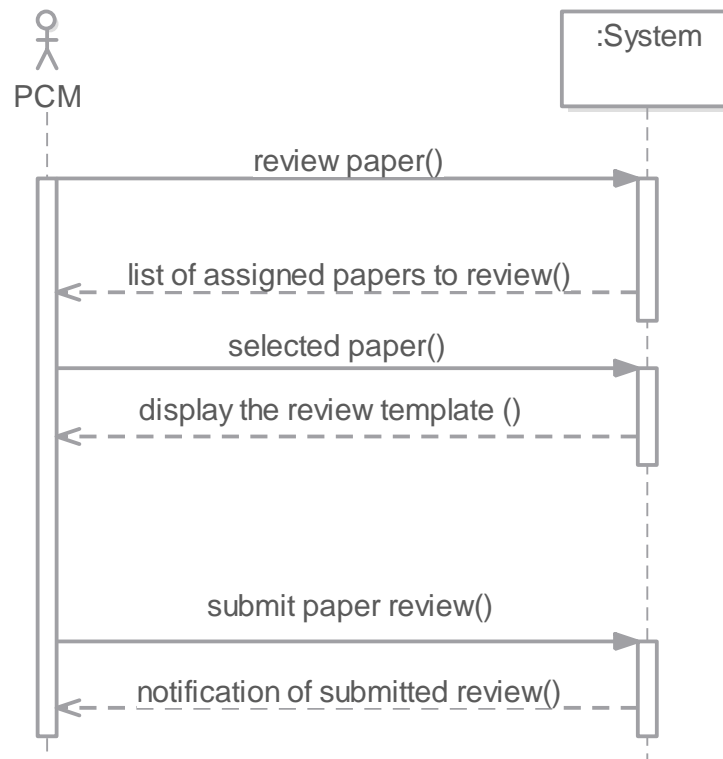 PCM
:System
review paper()
list of assigned papers to review()
selected paper()
display the review template ()
submit paper review()
notification of submitted review()